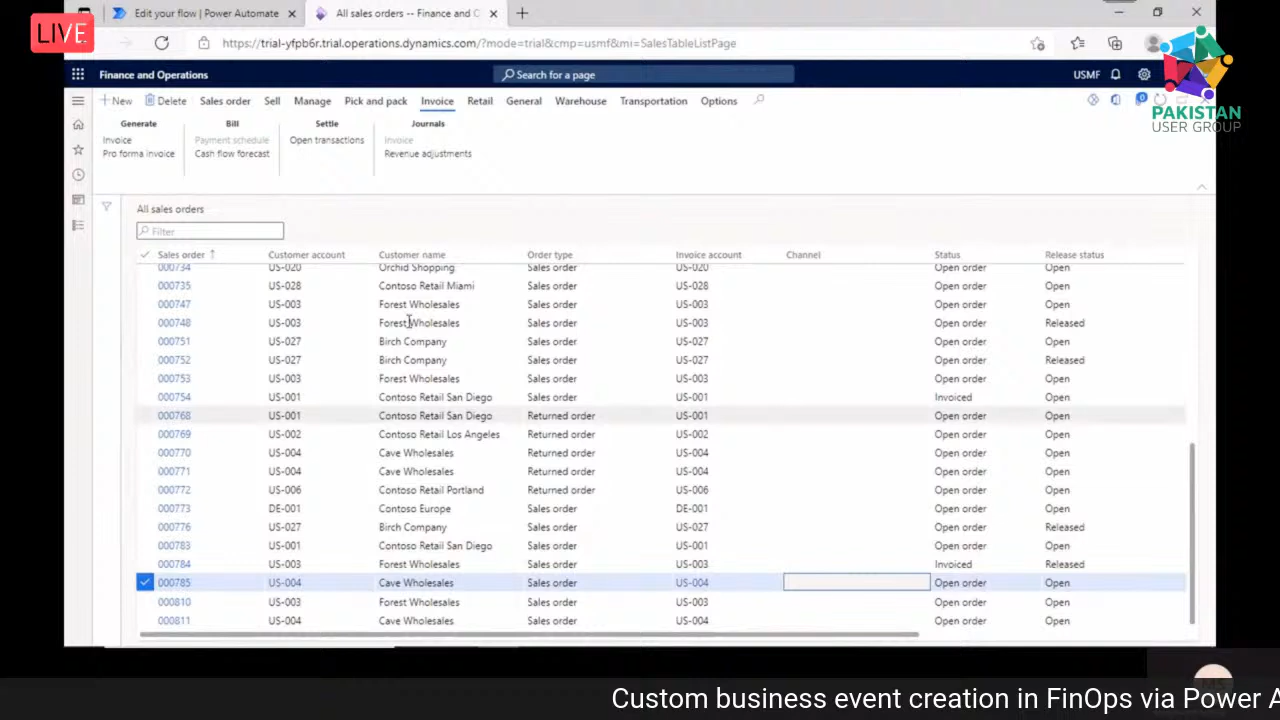 Edit your flow | Power Automate
All sales orders -- Finance and O
LIVE
https://trial-yfpb6r.trial.operations.dynamics.com/?mode=trial&cmp=usmf&mi=SalesTableListPage
Finance and Operations
Search for a page
USMF
New Delete Sales order Sell Manage Pick and pack Invoice Retail General Warehouse Transportation Options
PAKISTAN
USER GROUP
Generate Bill Settle Journals
Invoice Payment schedule Open transactions Invoice
Pro forma invoice Cash flow forecast Revenue adjustments
All sales orders
Filter
Sales order Customer account Customer name Order type Invoice account Channel Status Release status
000734 US-020 Orchid Shopping Sales order US-020 Open order Open
000735 US-028 Contoso Retail Miami Sales order US-028 Open order Open
000747 US-003 Forest Wholesales Sales order US-003 Open order Open
000748 US-003 Forest Wholesales Sales order US-003 Open order Released
000751 US-027 Birch Company Sales order US-027 Open order Open
000752 US-027 Birch Company Sales order US-027 Open order Released
000753 US-003 Forest Wholesales Sales order US-003 Open order Open
000754 US-001 Contoso Retail San Diego Sales order US-001 Invoiced Open
000768 US-001 Contoso Retail San Diego Returned order US-001 Open order Open
000769 US-002 Contoso Retail Los Angeles Returned order US-002 Open order Open
000770 US-004 Cave Wholesales Returned order US-004 Open order Open
000771 US-004 Cave Wholesales Returned order US-004 Open order Open
000772 US-006 Contoso Retail Portland Returned order US-006 Open order Open
000773 DE-001 Contoso Europe Sales order DE-001 Open order Open
000776 US-027 Birch Company Sales order US-027 Open order Released
000783 US-001 Contoso Retail San Diego Sales order US-001 Open order Open
000784 US-003 Forest Wholesales Sales order US-003 Invoiced Released
000785 US-004 Cave Wholesales Sales order US-004 Open order Open
000810 US-003 Forest Wholesales Sales order US-003 Open order Open
000811 US-004 Cave Wholesales Sales order US-004 Open order Open
Custom business event creation in FinOps via Power A